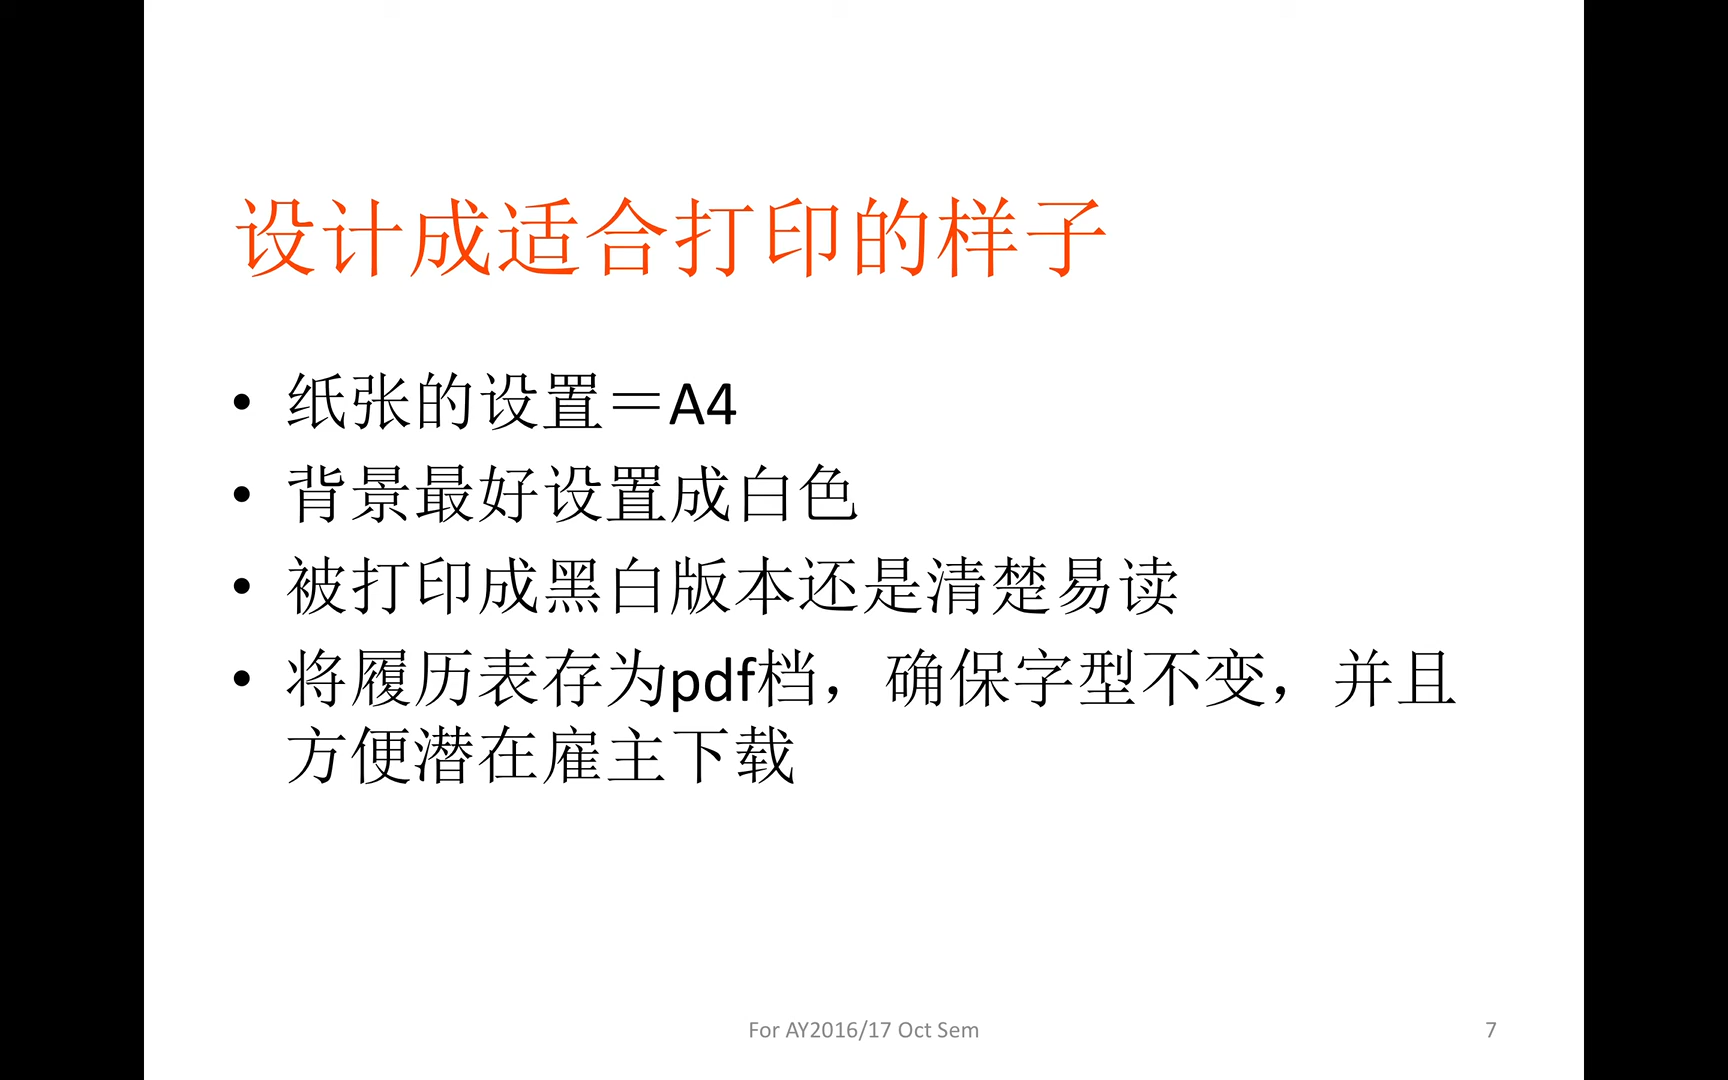 设计成适合打印的样子
• 纸张的设置＝A4
• 背景最好设置成白色
• 被打印成黑白版本还是清楚易读
• 将履历表存为pdf档，确保字型不变，并且
方便潜在雇主下载
For AY2016/17 Oct Sem
7